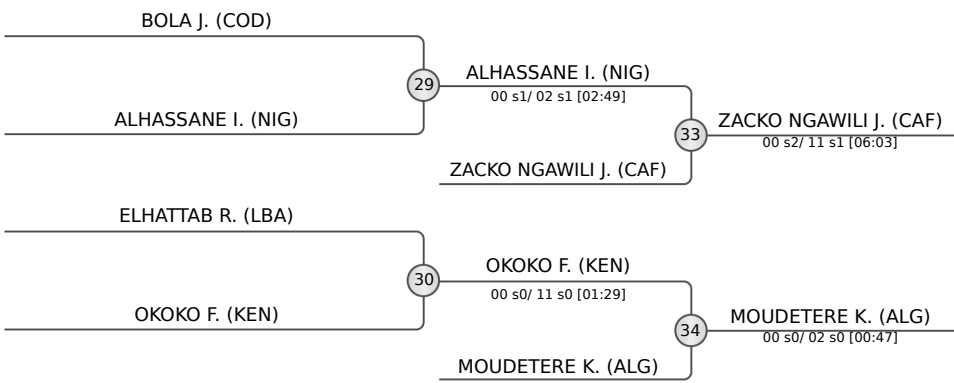 BOLA J. (COD)
29
ALHASSANE I. (NIG)
00 s1/ 02 s1 [02:49]
ALHASSANE I. (NIG)
33
ZACKO NGAWILI J. (CAF)
00 s2/ 11 s1 [06:03]
ZACKO NGAWILI J. (CAF)
ELHATTAB R. (LBA)
30
OKOKO F. (KEN)
00 s0/ 11 s0 [01:29]
OKOKO F. (KEN)
34
MOUDETERE K. (ALG)
00 s0/ 02 s0 [00:47]
MOUDETERE K. (ALG)